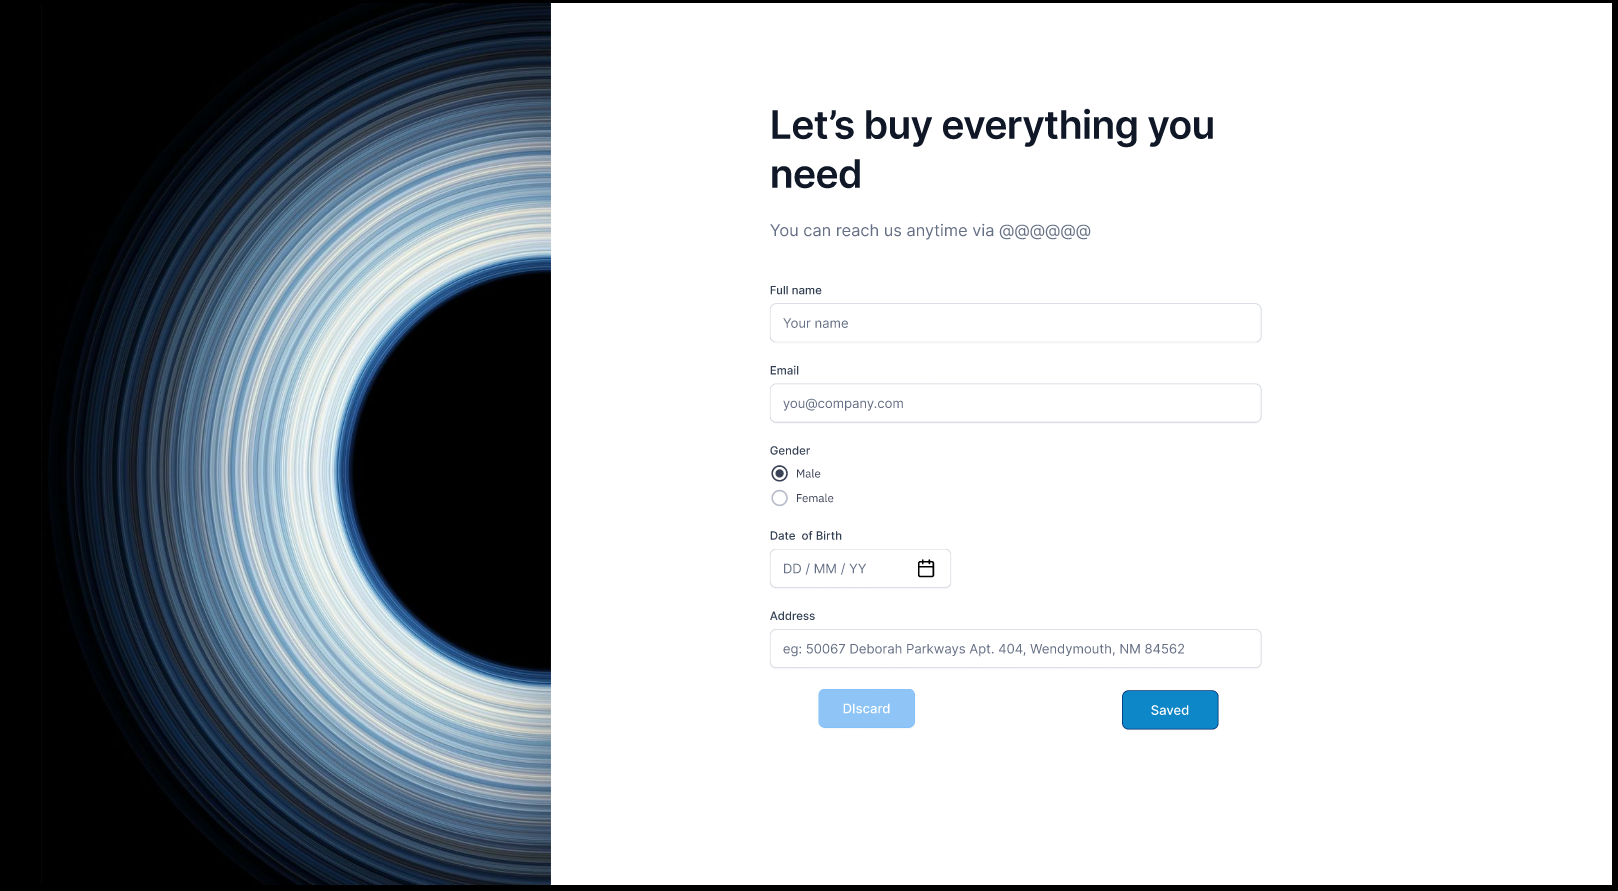 Let’s buy everything you
need
You can reach us anytime via @@@@@@
Full name
Your name
Email
you@company.com
Gender
Male
Female
Date  of Birth
DD / MM / YY
Address
eg: 50067 Deborah Parkways Apt. 404, Wendymouth, NM 84562
DIscard
Saved